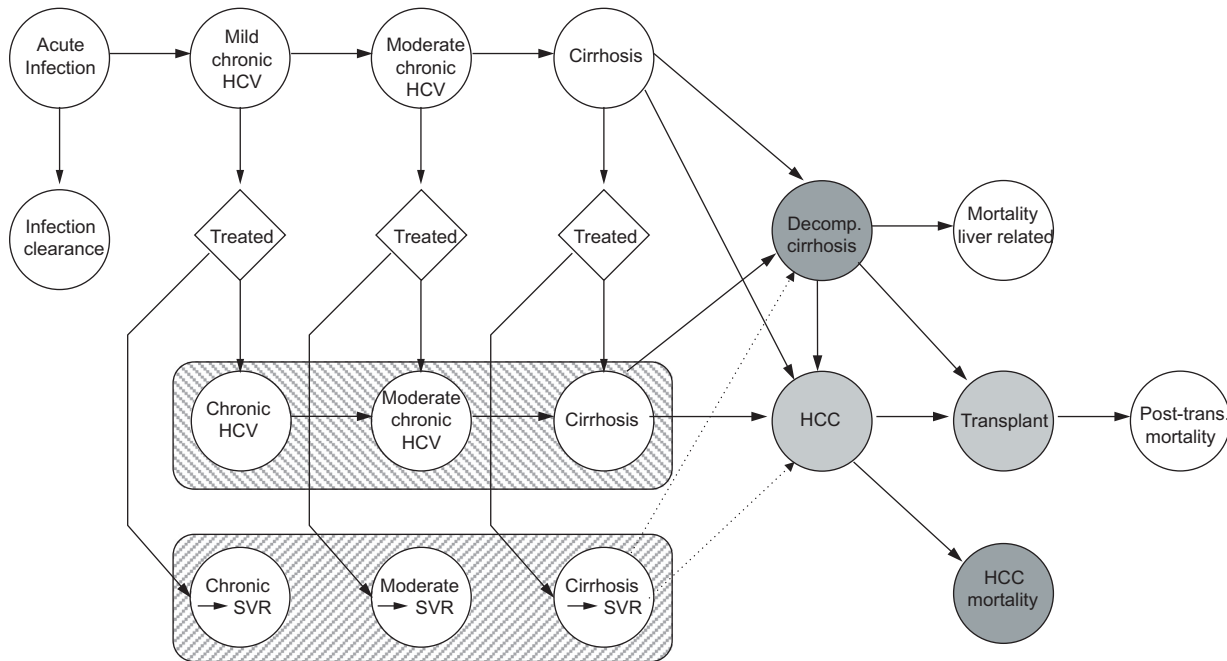 Acute
Infection
Mild
chronic
HCV
Moderate
chronic
HCV
Cirrhosis
Infection
clearance
Treated
Treated
Treated
Decomp.
cirrhosis
Mortality
liver related
Chronic
HCV
Moderate
chronic
HCV
Cirrhosis
HCC
Transplant
Post-trans.
mortality
Chronic
SVR
Moderate
SVR
Cirrhosis
SVR
HCC
mortality